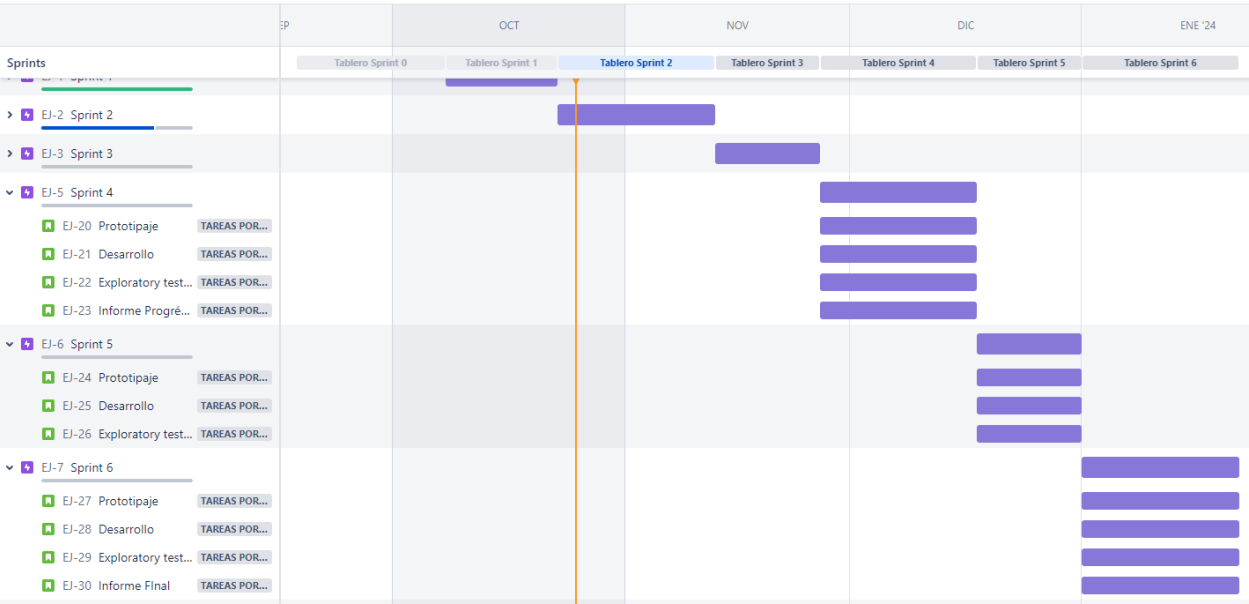 EP OCT NOV DIC ENE '24
Sprints Tablero Sprint 0 Tablero Sprint 1 Tablero Sprint 2 Tablero Sprint 3 Tablero Sprint 4 Tablero Sprint 5 Tablero Sprint 6
EJ-1 Sprint 1
EJ-2 Sprint 2
EJ-3 Sprint 3
EJ-5 Sprint 4
EJ-20 Prototipaje TAREAS POR...
EJ-21 Desarrollo TAREAS POR...
EJ-22 Exploratory test... TAREAS POR...
EJ-23 Informe Progré... TAREAS POR...
EJ-6 Sprint 5
EJ-24 Prototipaje TAREAS POR...
EJ-25 Desarrollo TAREAS POR...
EJ-26 Exploratory test... TAREAS POR...
EJ-7 Sprint 6
EJ-27 Prototipaje TAREAS POR...
EJ-28 Desarrollo TAREAS POR...
EJ-29 Exploratory test... TAREAS POR...
EJ-30 Informe FInal TAREAS POR...